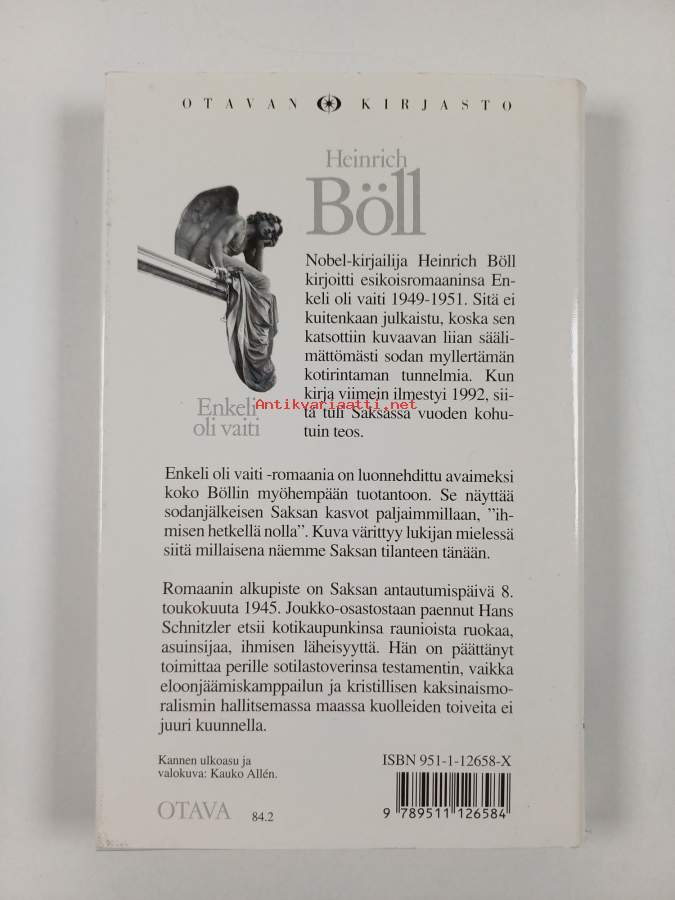 OTAVAN KIRJASTO
Heinrich
Böll
Nobel-kirjailija Heinrich Böll
kirjoitti esikoisromaaninsa En-
keli oli vaiti 1949-1951. Sitä ei
kuitenkaan julkaistu, koska sen
katsottiin kuvaavan liian sääli-
mättömästi sodan myllertämän
kotirintaman tunnelmia. Kun
kirja viimein ilmestyi 1992, sii-
tä tuli Saksassa vuoden kohu-
tuin teos.
Enkeli
oli vaiti
Antikvariaatti.net
Enkeli oli vaiti -romaania on luonnehdittu avaimeksi
koko Böllin myöhempään tuotantoon. Se näyttää
sodanjälkeisen Saksan kasvot paljaimmillaan, ”ih-
misen hetkellä nolla”. Kuva värittyy lukijan mielessä
siitä millaisena näemme Saksan tilanteen tänään.
Romaanin alkupiste on Saksan antautumispäivä 8.
toukokuuta 1945. Joukko-osastostaan paennut Hans
Schnitzler etsii kotikaupunkinsa raunioista ruokaa,
asuinsijaa, ihmisen läheisyyttä. Hän on päättänyt
toimittaa perille sotilastoverinsa testamentin, vaikka
eloonjäämiskamppailun ja kristillisen kaksinaismo-
ralismin hallitsemassa maassa kuolleiden toiveita ei
juuri kuunnella.
Kannen ulkoasu ja
valokuva: Kauko Allén.
OTAVA 84.2
ISBN 951-1-12658-X
9 789511 126584